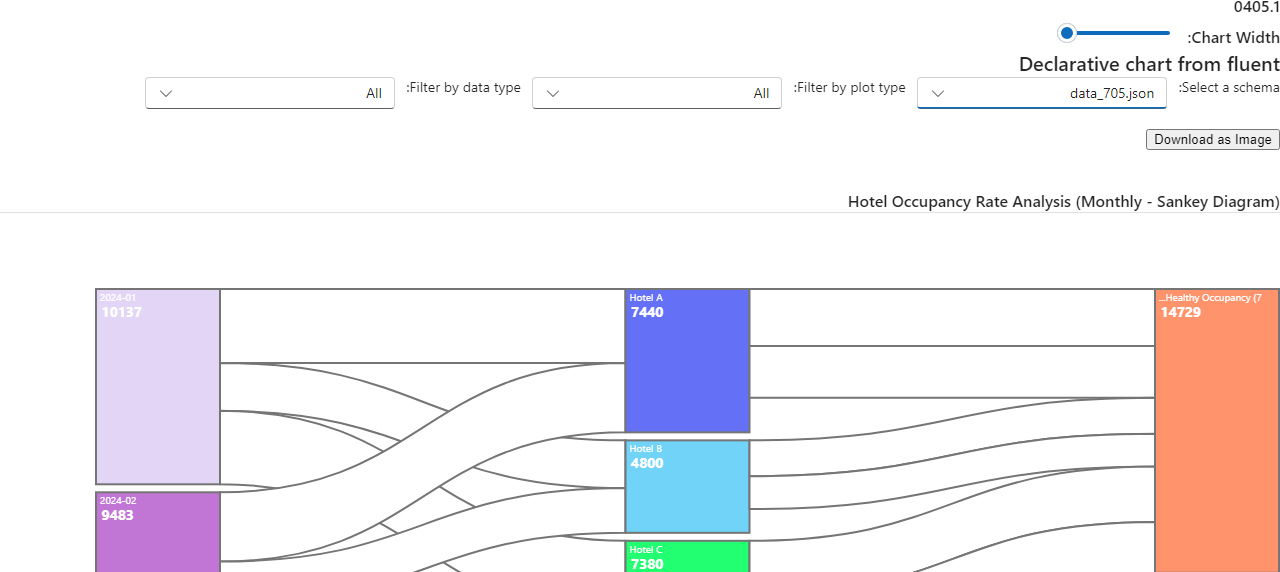 0405.1
:Chart Width
Declarative chart from fluent
:Select a schema
data_705.json
:Filter by plot type
All
:Filter by data type
All
Download as Image
Hotel Occupancy Rate Analysis (Monthly - Sankey Diagram)
2024-01
10137
Hotel A
7440
...Healthy Occupancy (7
14729
Hotel B
4800
2024-02
9483
Hotel C
7380